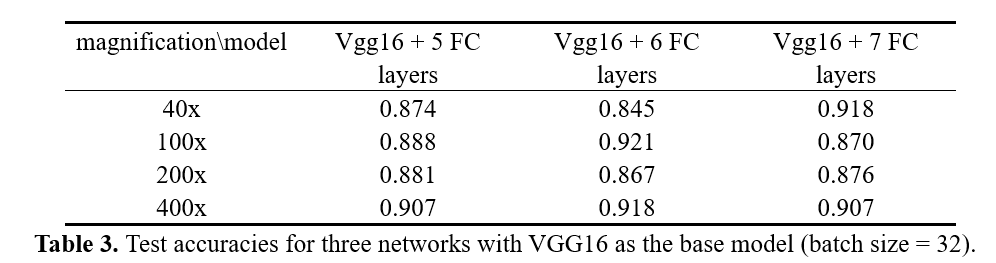 magnification\model Vgg16 + 5 FC layers Vgg16 + 6 FC layers Vgg16 + 7 FC layers
40x 0.874 0.845 0.918
100x 0.888 0.921 0.870
200x 0.881 0.867 0.876
400x 0.907 0.918 0.907
Table 3. Test accuracies for three networks with VGG16 as the base model (batch size = 32).